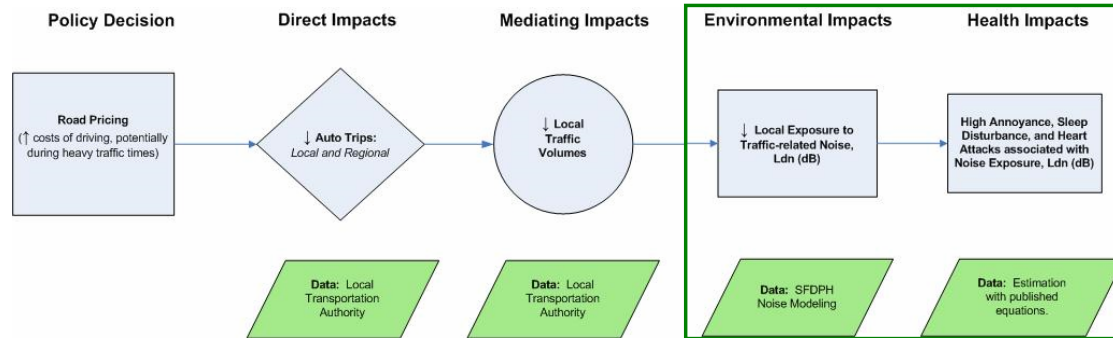 Policy Decision
Direct Impacts
Mediating Impacts
Environmental Impacts
Health Impacts
Road Pricing
(↑ costs of driving, potentially
during heavy traffic times)
↓ Auto Trips:
Local and Regional
↓ Local
Traffic
Volumes
↓ Local Exposure to
Traffic-related Noise,
Ldn (dB)
High Annoyance, Sleep
Disturbance, and Heart
Attacks associated with
Noise Exposure, Ldn (dB)
Data: Local
Transportation
Authority
Data: Local
Transportation
Authority
Data: SFDPH
Noise Modeling
Data: Estimation
with published
equations.